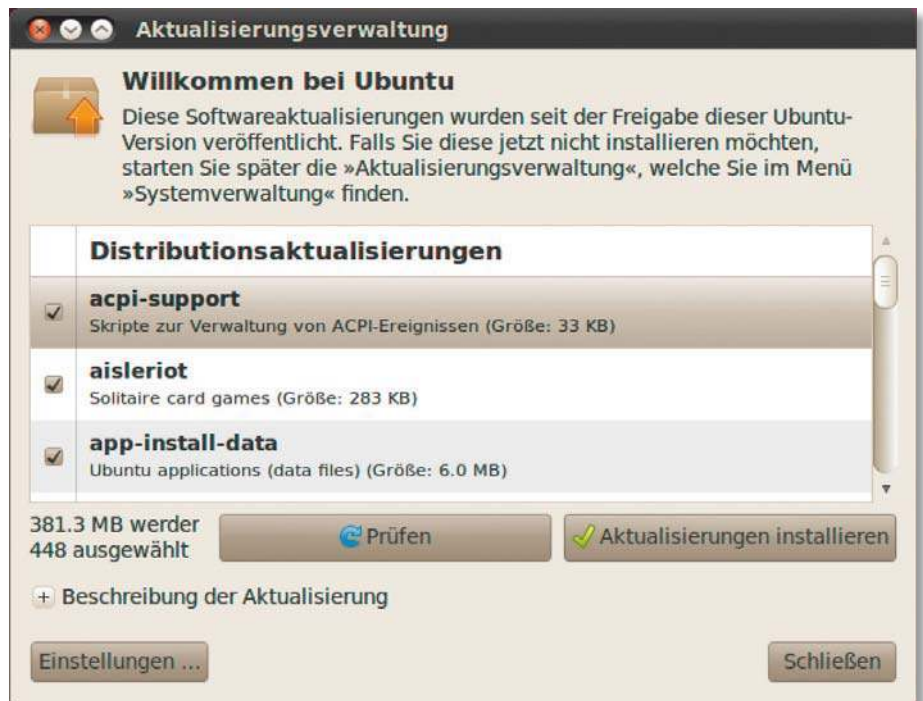 Aktualisierungsverwaltung
Willkommen bei Ubuntu
Diese Softwareaktualisierungen wurden seit der Freigabe dieser Ubuntu-
Version veröffentlicht. Falls Sie diese jetzt nicht installieren möchten,
starten Sie später die »Aktualisierungsverwaltung«, welche Sie im Menü
»Systemverwaltung« finden.
Distributionsaktualisierungen
acpi-support
Skripte zur Verwaltung von ACPI-Ereignissen (Größe: 33 KB)
aisleriot
Solitaire card games (Größe: 283 KB)
app-install-data
Ubuntu applications (data files) (Größe: 6.0 MB)
381.3 MB werder
448 ausgewählt
Prüfen
Aktualisierungen installieren
Beschreibung der Aktualisierung
Einstellungen ...
Schließen